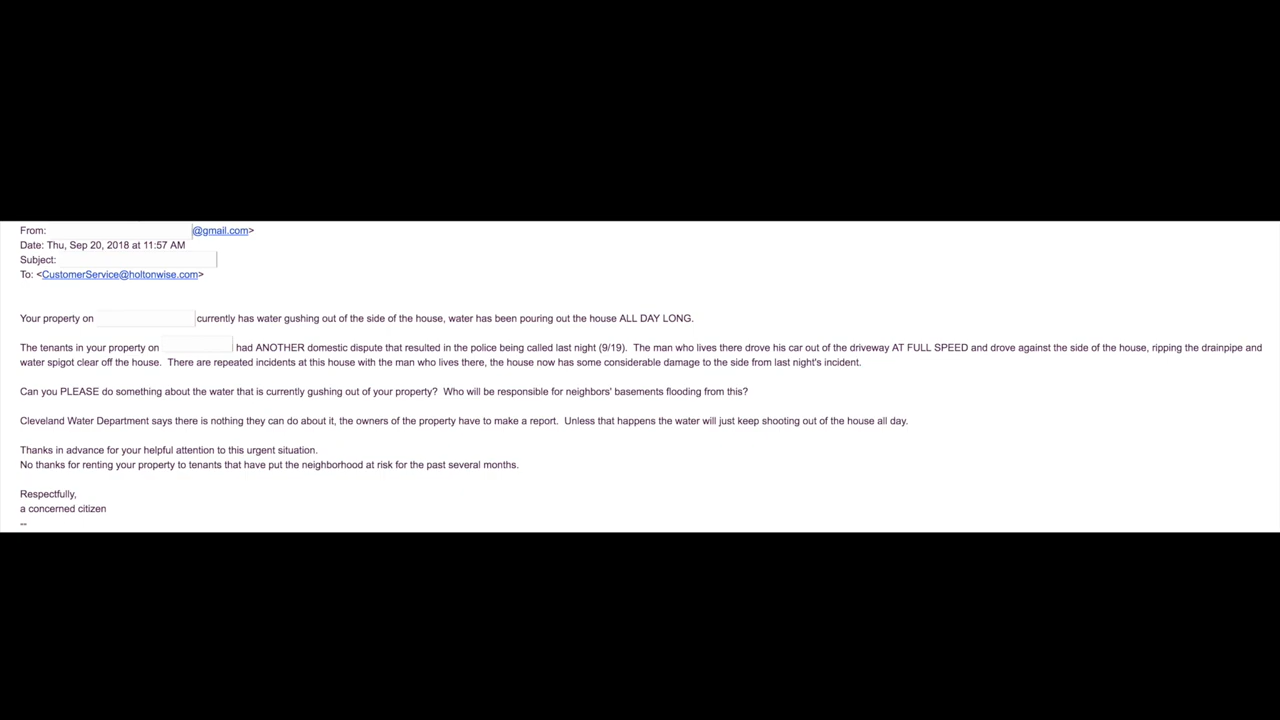 From: @gmail.com>
Date: Thu, Sep 20, 2018 at 11:57 AM
Subject:
To: <CustomerService@holtonwise.com>
Your property on currently has water gushing out of the side of the house, water has been pouring out the house ALL DAY LONG.
The tenants in your property on had ANOTHER domestic dispute that resulted in the police being called last night (9/19).  The man who lives there drove his car out of the driveway AT FULL SPEED and drove against the side of the house, ripping the drainpipe and
water spigot clear off the house.  There are repeated incidents at this house with the man who lives there, the house now has some considerable damage to the side from last night's incident.
Can you PLEASE do something about the water that is currently gushing out of your property?  Who will be responsible for neighbors' basements flooding from this?
Cleveland Water Department says there is nothing they can do about it, the owners of the property have to make a report.  Unless that happens the water will just keep shooting out of the house all day.
Thanks in advance for your helpful attention to this urgent situation.
No thanks for renting your property to tenants that have put the neighborhood at risk for the past several months.
Respectfully,
a concerned citizen
--